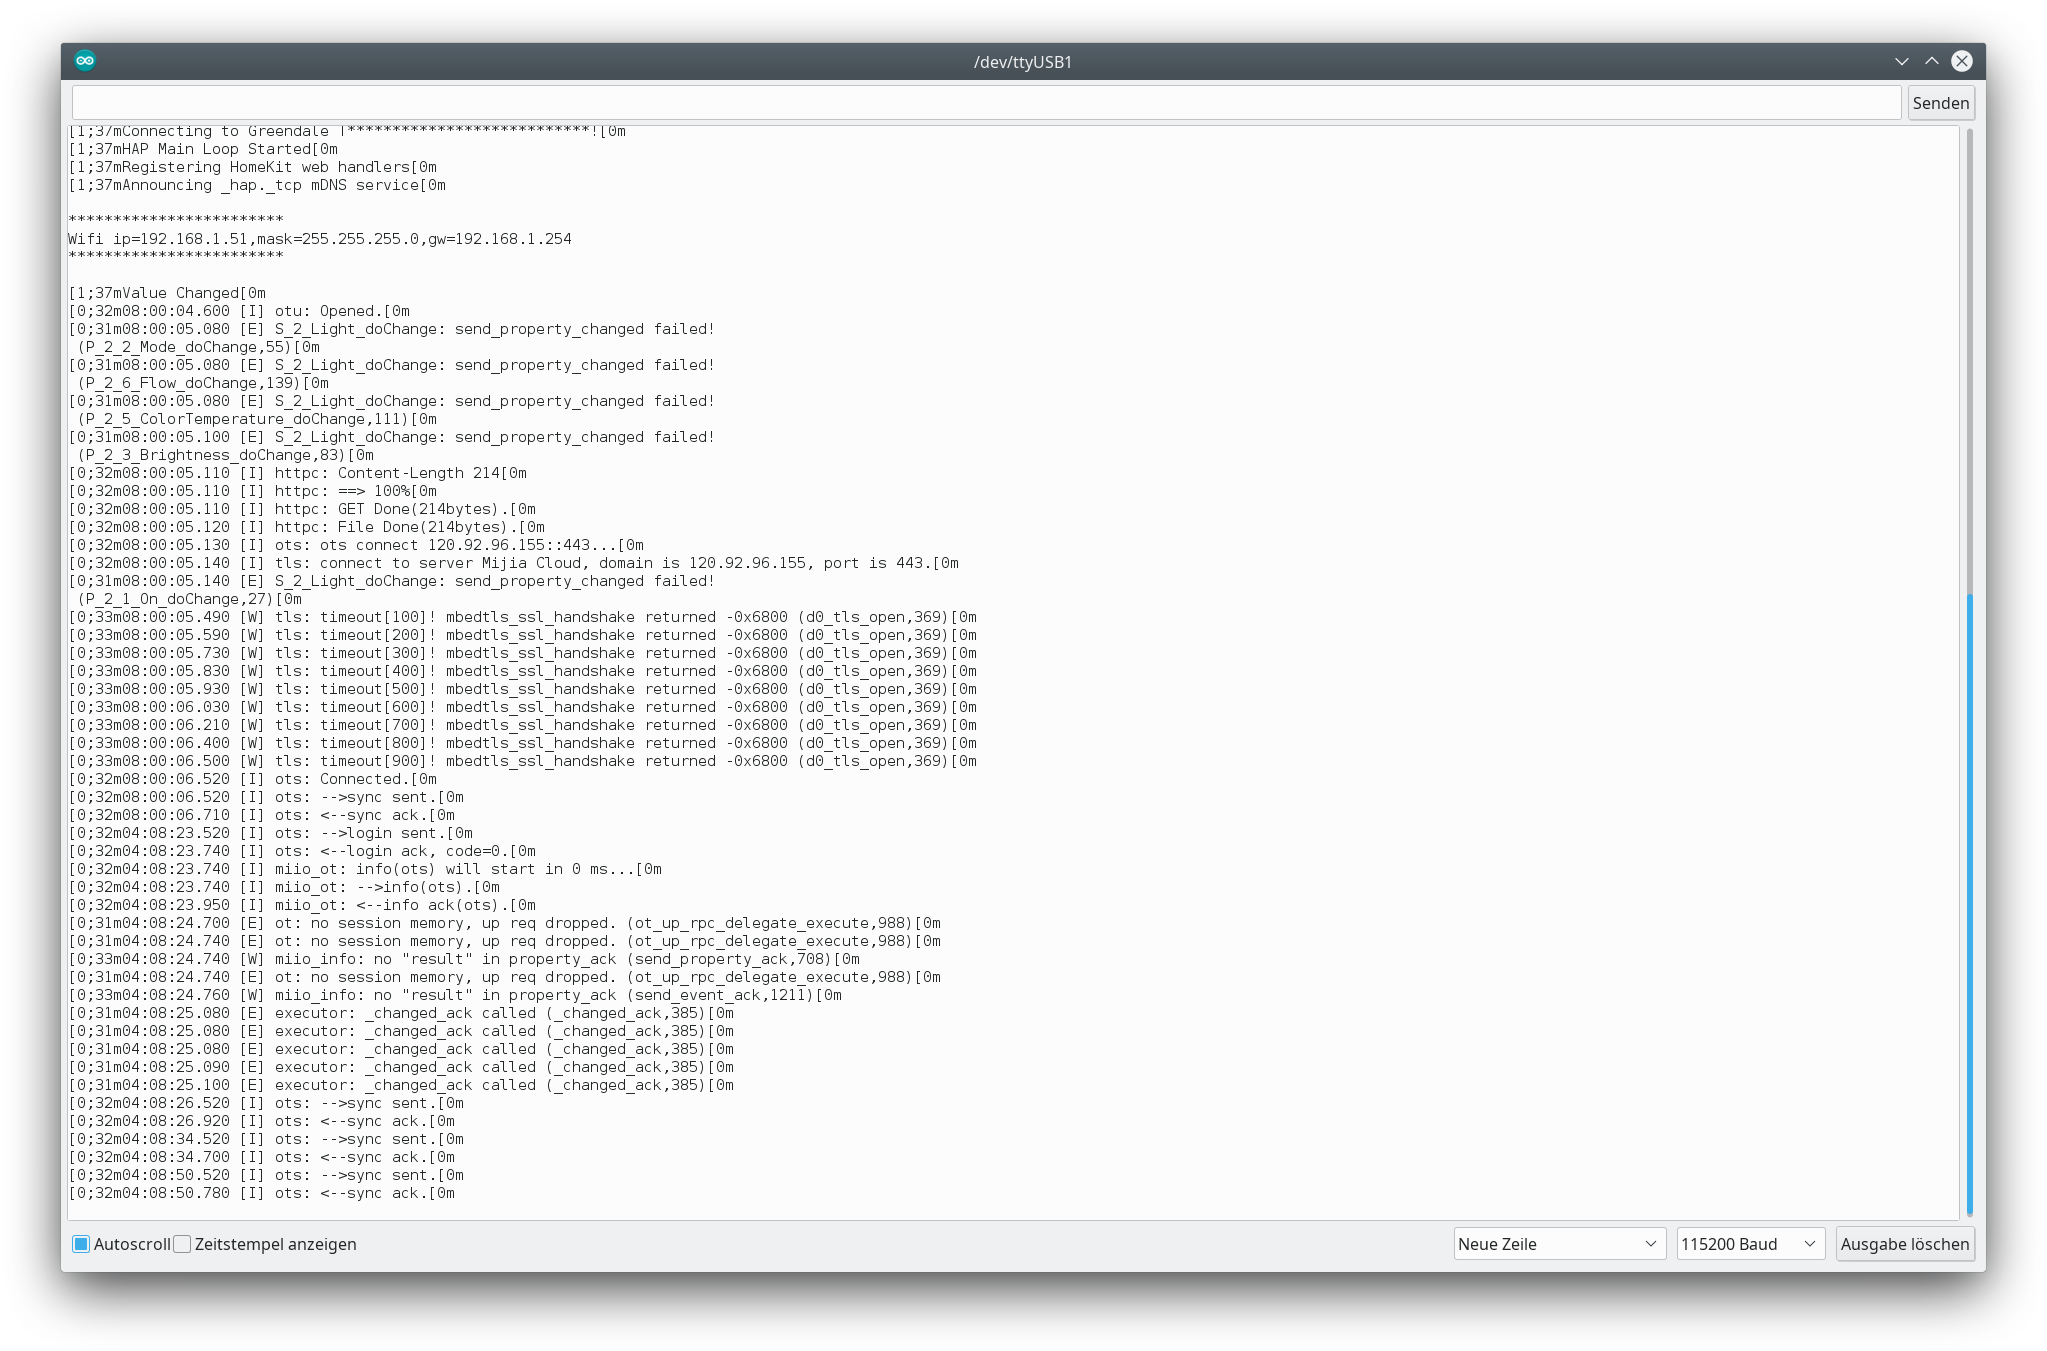 /dev/ttyUSB1
Senden
[1;37mConnecting to Greendale !***************************![0m
[1;37mHAP Main Loop Started[0m
[1;37mRegistering HomeKit web handlers[0m
[1;37mAnnouncing _hap._tcp mDNS service[0m
************************
Wifi ip=192.168.1.51,mask=255.255.255.0,gw=192.168.1.254
************************
[1;37mValue Changed[0m
[0;32m08:00:04.600 [I] otu: Opened.[0m
[0;31m08:00:05.080 [E] S_2_Light_doChange: send_property_changed failed!
(P_2_2_Mode_doChange,55)[0m
[0;31m08:00:05.080 [E] S_2_Light_doChange: send_property_changed failed!
(P_2_6_Flow_doChange,139)[0m
[0;31m08:00:05.080 [E] S_2_Light_doChange: send_property_changed failed!
(P_2_5_ColorTemperature_doChange,111)[0m
[0;31m08:00:05.100 [E] S_2_Light_doChange: send_property_changed failed!
(P_2_3_Brightness_doChange,83)[0m
[0;32m08:00:05.110 [I] httpc: Content-Length 214[0m
[0;32m08:00:05.110 [I] httpc: ==> 100%[0m
[0;32m08:00:05.110 [I] httpc: GET Done(214bytes).[0m
[0;32m08:00:05.120 [I] httpc: File Done(214bytes).[0m
[0;32m08:00:05.130 [I] ots: ots connect 120.92.96.155::443...[0m
[0;32m08:00:05.140 [I] tls: connect to server Mijia Cloud, domain is 120.92.96.155, port is 443.[0m
[0;31m08:00:05.140 [E] S_2_Light_doChange: send_property_changed failed!
(P_2_1_On_doChange,27)[0m
[0;33m08:00:05.490 [W] tls: timeout[100]! mbedtls_ssl_handshake returned -0x6800 (d0_tls_open,369)[0m
[0;33m08:00:05.590 [W] tls: timeout[200]! mbedtls_ssl_handshake returned -0x6800 (d0_tls_open,369)[0m
[0;33m08:00:05.730 [W] tls: timeout[300]! mbedtls_ssl_handshake returned -0x6800 (d0_tls_open,369)[0m
[0;33m08:00:05.830 [W] tls: timeout[400]! mbedtls_ssl_handshake returned -0x6800 (d0_tls_open,369)[0m
[0;33m08:00:05.930 [W] tls: timeout[500]! mbedtls_ssl_handshake returned -0x6800 (d0_tls_open,369)[0m
[0;33m08:00:06.030 [W] tls: timeout[600]! mbedtls_ssl_handshake returned -0x6800 (d0_tls_open,369)[0m
[0;33m08:00:06.210 [W] tls: timeout[700]! mbedtls_ssl_handshake returned -0x6800 (d0_tls_open,369)[0m
[0;33m08:00:06.400 [W] tls: timeout[800]! mbedtls_ssl_handshake returned -0x6800 (d0_tls_open,369)[0m
[0;33m08:00:06.500 [W] tls: timeout[900]! mbedtls_ssl_handshake returned -0x6800 (d0_tls_open,369)[0m
[0;32m08:00:06.520 [I] ots: Connected.[0m
[0;32m08:00:06.520 [I] ots: -->sync sent.[0m
[0;32m08:00:06.710 [I] ots: <--sync ack.[0m
[0;32m04:08:23.520 [I] ots: -->login sent.[0m
[0;32m04:08:23.740 [I] ots: <--login ack, code=0.[0m
[0;32m04:08:23.740 [I] miio_ot: info(ots) will start in 0 ms...[0m
[0;32m04:08:23.740 [I] miio_ot: -->info(ots).[0m
[0;32m04:08:23.950 [I] miio_ot: <--info ack(ots).[0m
[0;31m04:08:24.700 [E] ot: no session memory, up req dropped. (ot_up_rpc_delegate_execute,988)[0m
[0;31m04:08:24.740 [E] ot: no session memory, up req dropped. (ot_up_rpc_delegate_execute,988)[0m
[0;33m04:08:24.740 [W] miio_info: no "result" in property_ack (send_property_ack,708)[0m
[0;31m04:08:24.740 [E] ot: no session memory, up req dropped. (ot_up_rpc_delegate_execute,988)[0m
[0;33m04:08:24.760 [W] miio_info: no "result" in property_ack (send_event_ack,1211)[0m
[0;31m04:08:25.080 [E] executor: _changed_ack called (_changed_ack,385)[0m
[0;31m04:08:25.080 [E] executor: _changed_ack called (_changed_ack,385)[0m
[0;31m04:08:25.080 [E] executor: _changed_ack called (_changed_ack,385)[0m
[0;31m04:08:25.090 [E] executor: _changed_ack called (_changed_ack,385)[0m
[0;31m04:08:25.100 [E] executor: _changed_ack called (_changed_ack,385)[0m
[0;32m04:08:26.520 [I] ots: -->sync sent.[0m
[0;32m04:08:26.920 [I] ots: <--sync ack.[0m
[0;32m04:08:34.520 [I] ots: -->sync sent.[0m
[0;32m04:08:34.700 [I] ots: <--sync ack.[0m
[0;32m04:08:50.520 [I] ots: -->sync sent.[0m
[0;32m04:08:50.780 [I] ots: <--sync ack.[0m
Autoscroll Zeitstempel anzeigen Neue Zeile 115200 Baud Ausgabe löschen